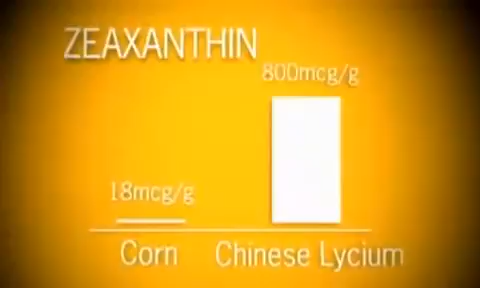 ZEAXANTHIN
800mcg/g
18mcg/g
Corn
Chinese Lycium